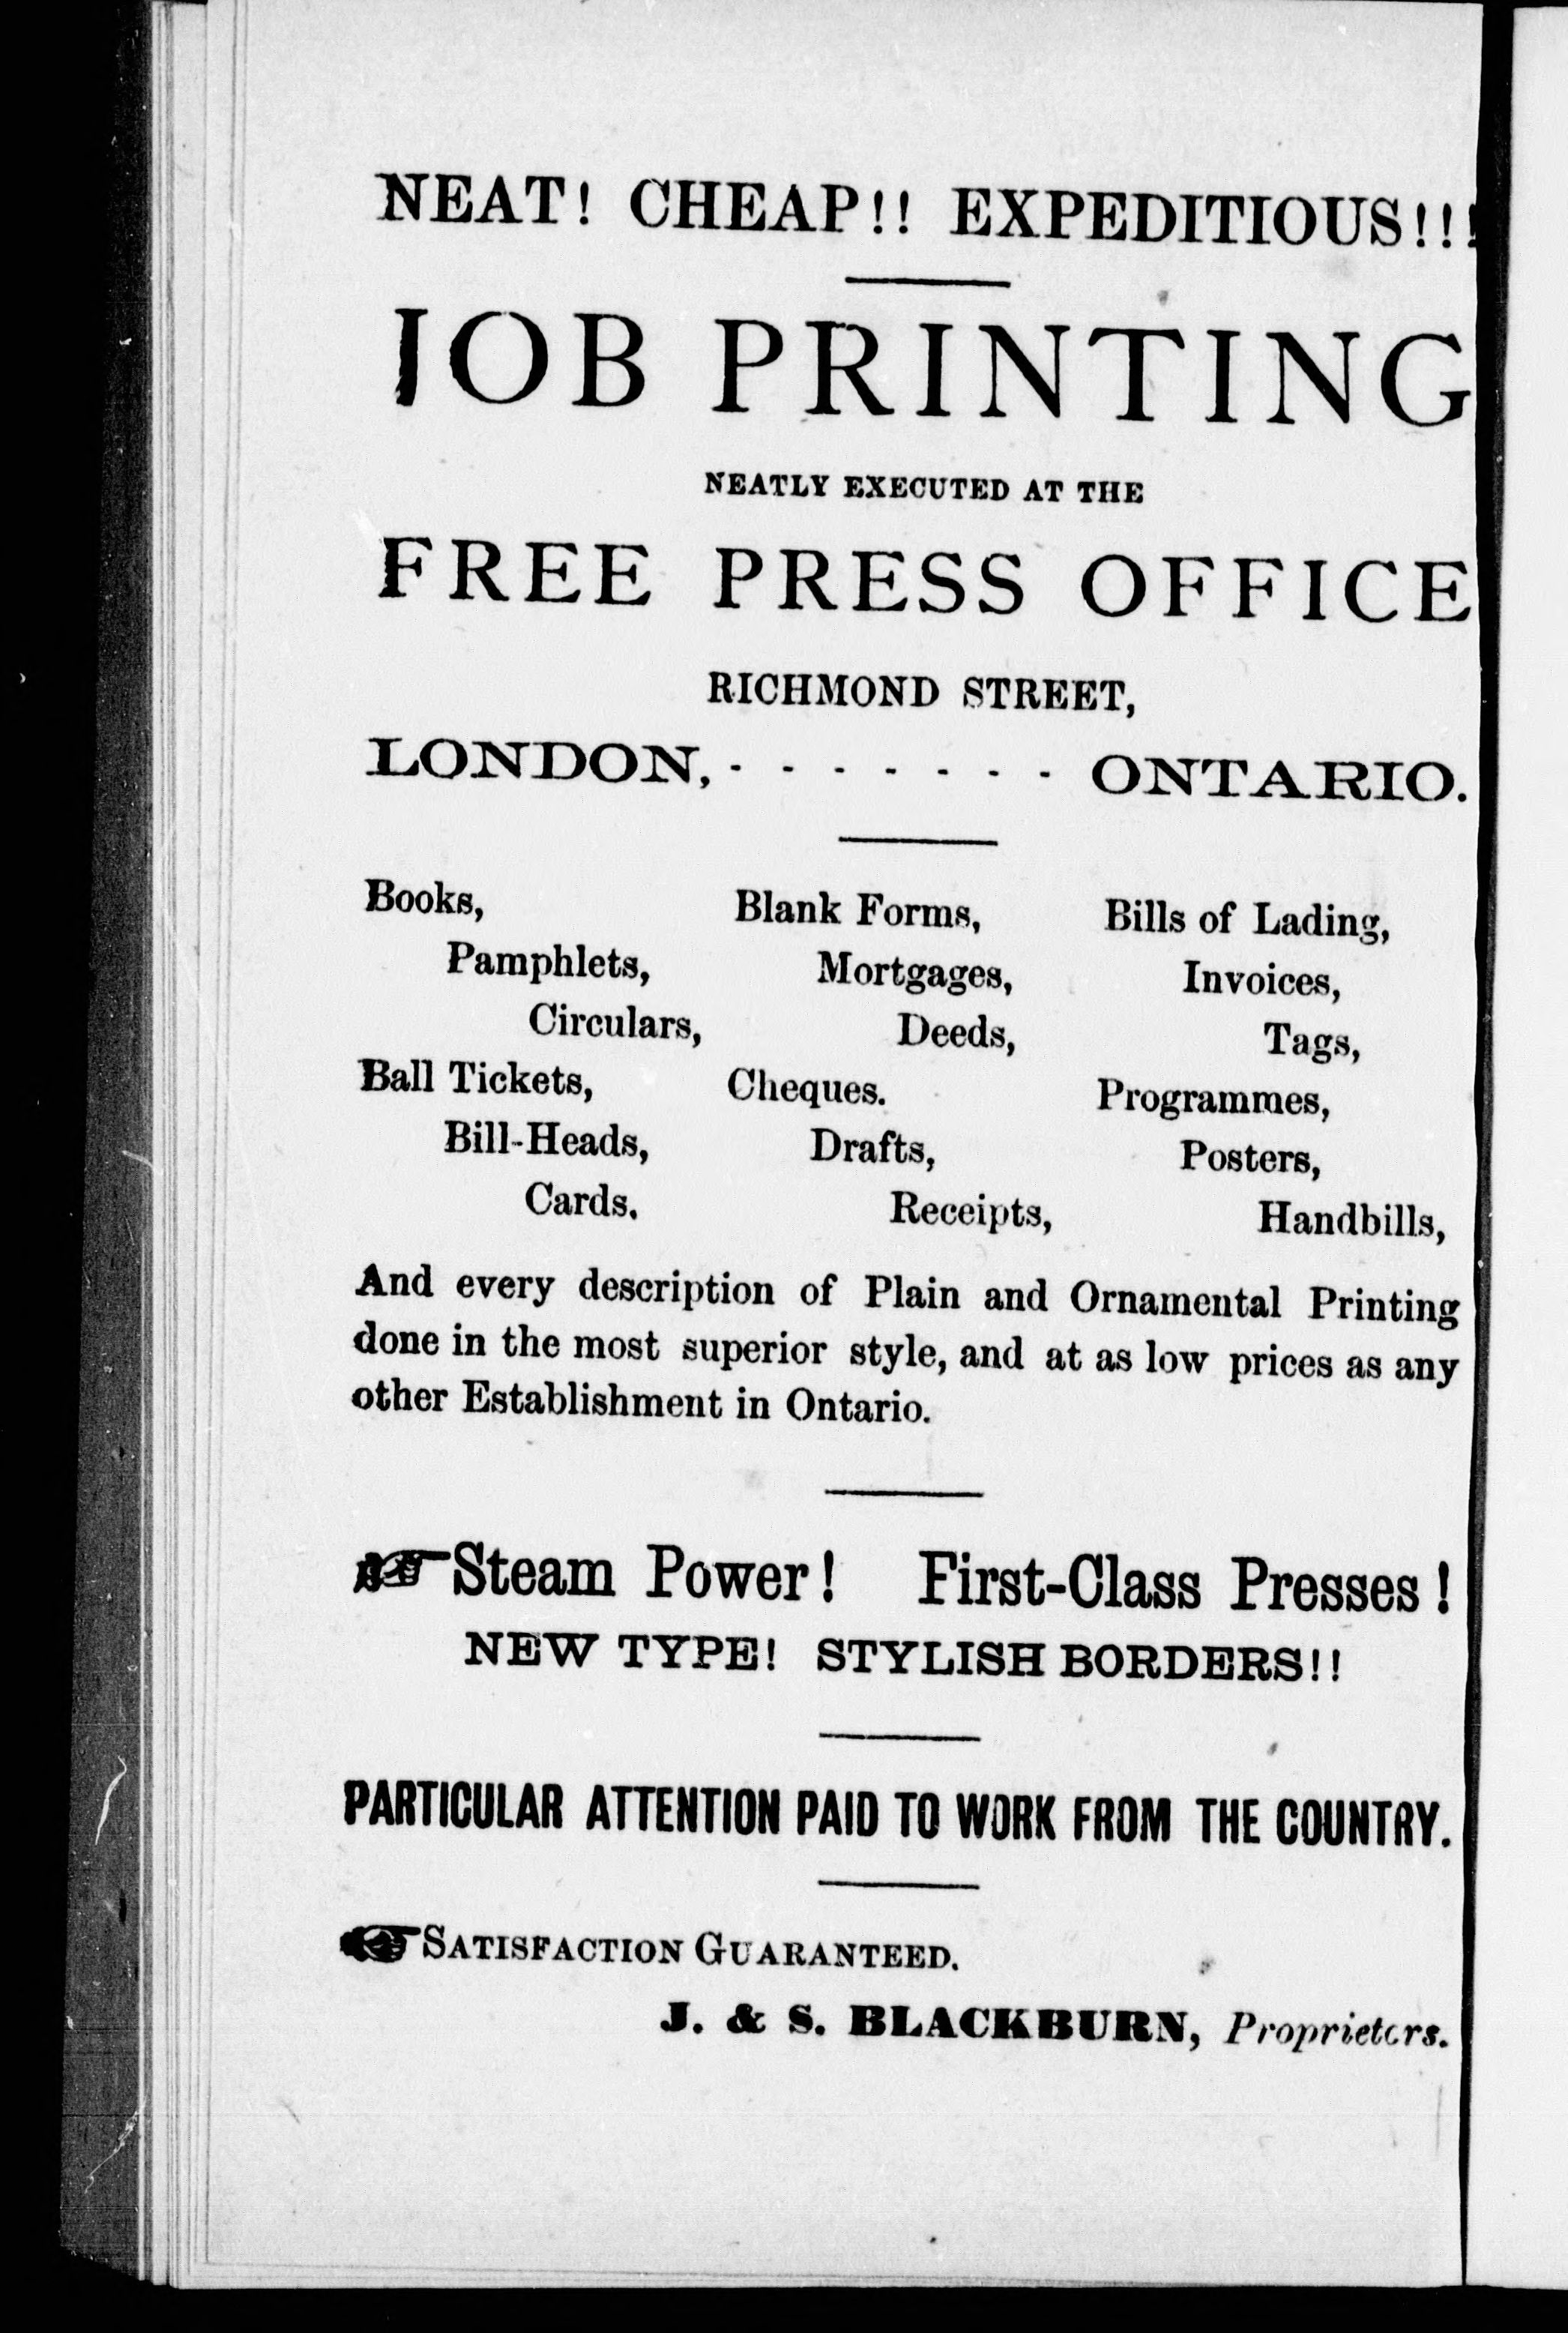 NEAT! CHEAP!! EXPEDITIOUS!!!
JOB PRINTING
NEATLY EXECUTED AT THE
FREE PRESS OFFICE
RICHMOND STREET,
LONDON, - - - - - - - ONTARIO.
Books, Blank Forms, Bills of Lading,
Pamphlets, Mortgages, Invoices,
Circulars, Deeds, Tags,
Ball Tickets, Cheques. Programmes,
Bill-Heads, Drafts, Posters,
Cards. Receipts, Handbills,
And every description of Plain and Ornamental Printing
done in the most superior style, and at as low prices as any
other Establishment in Ontario.
☞Steam Power! First-Class Presses!
NEW TYPE! STYLISH BORDERS!!
PARTICULAR ATTENTION PAID TO WORK FROM THE COUNTRY.
☞SATISFACTION GUARANTEED.
J. & S. BLACKBURN, Proprietors.